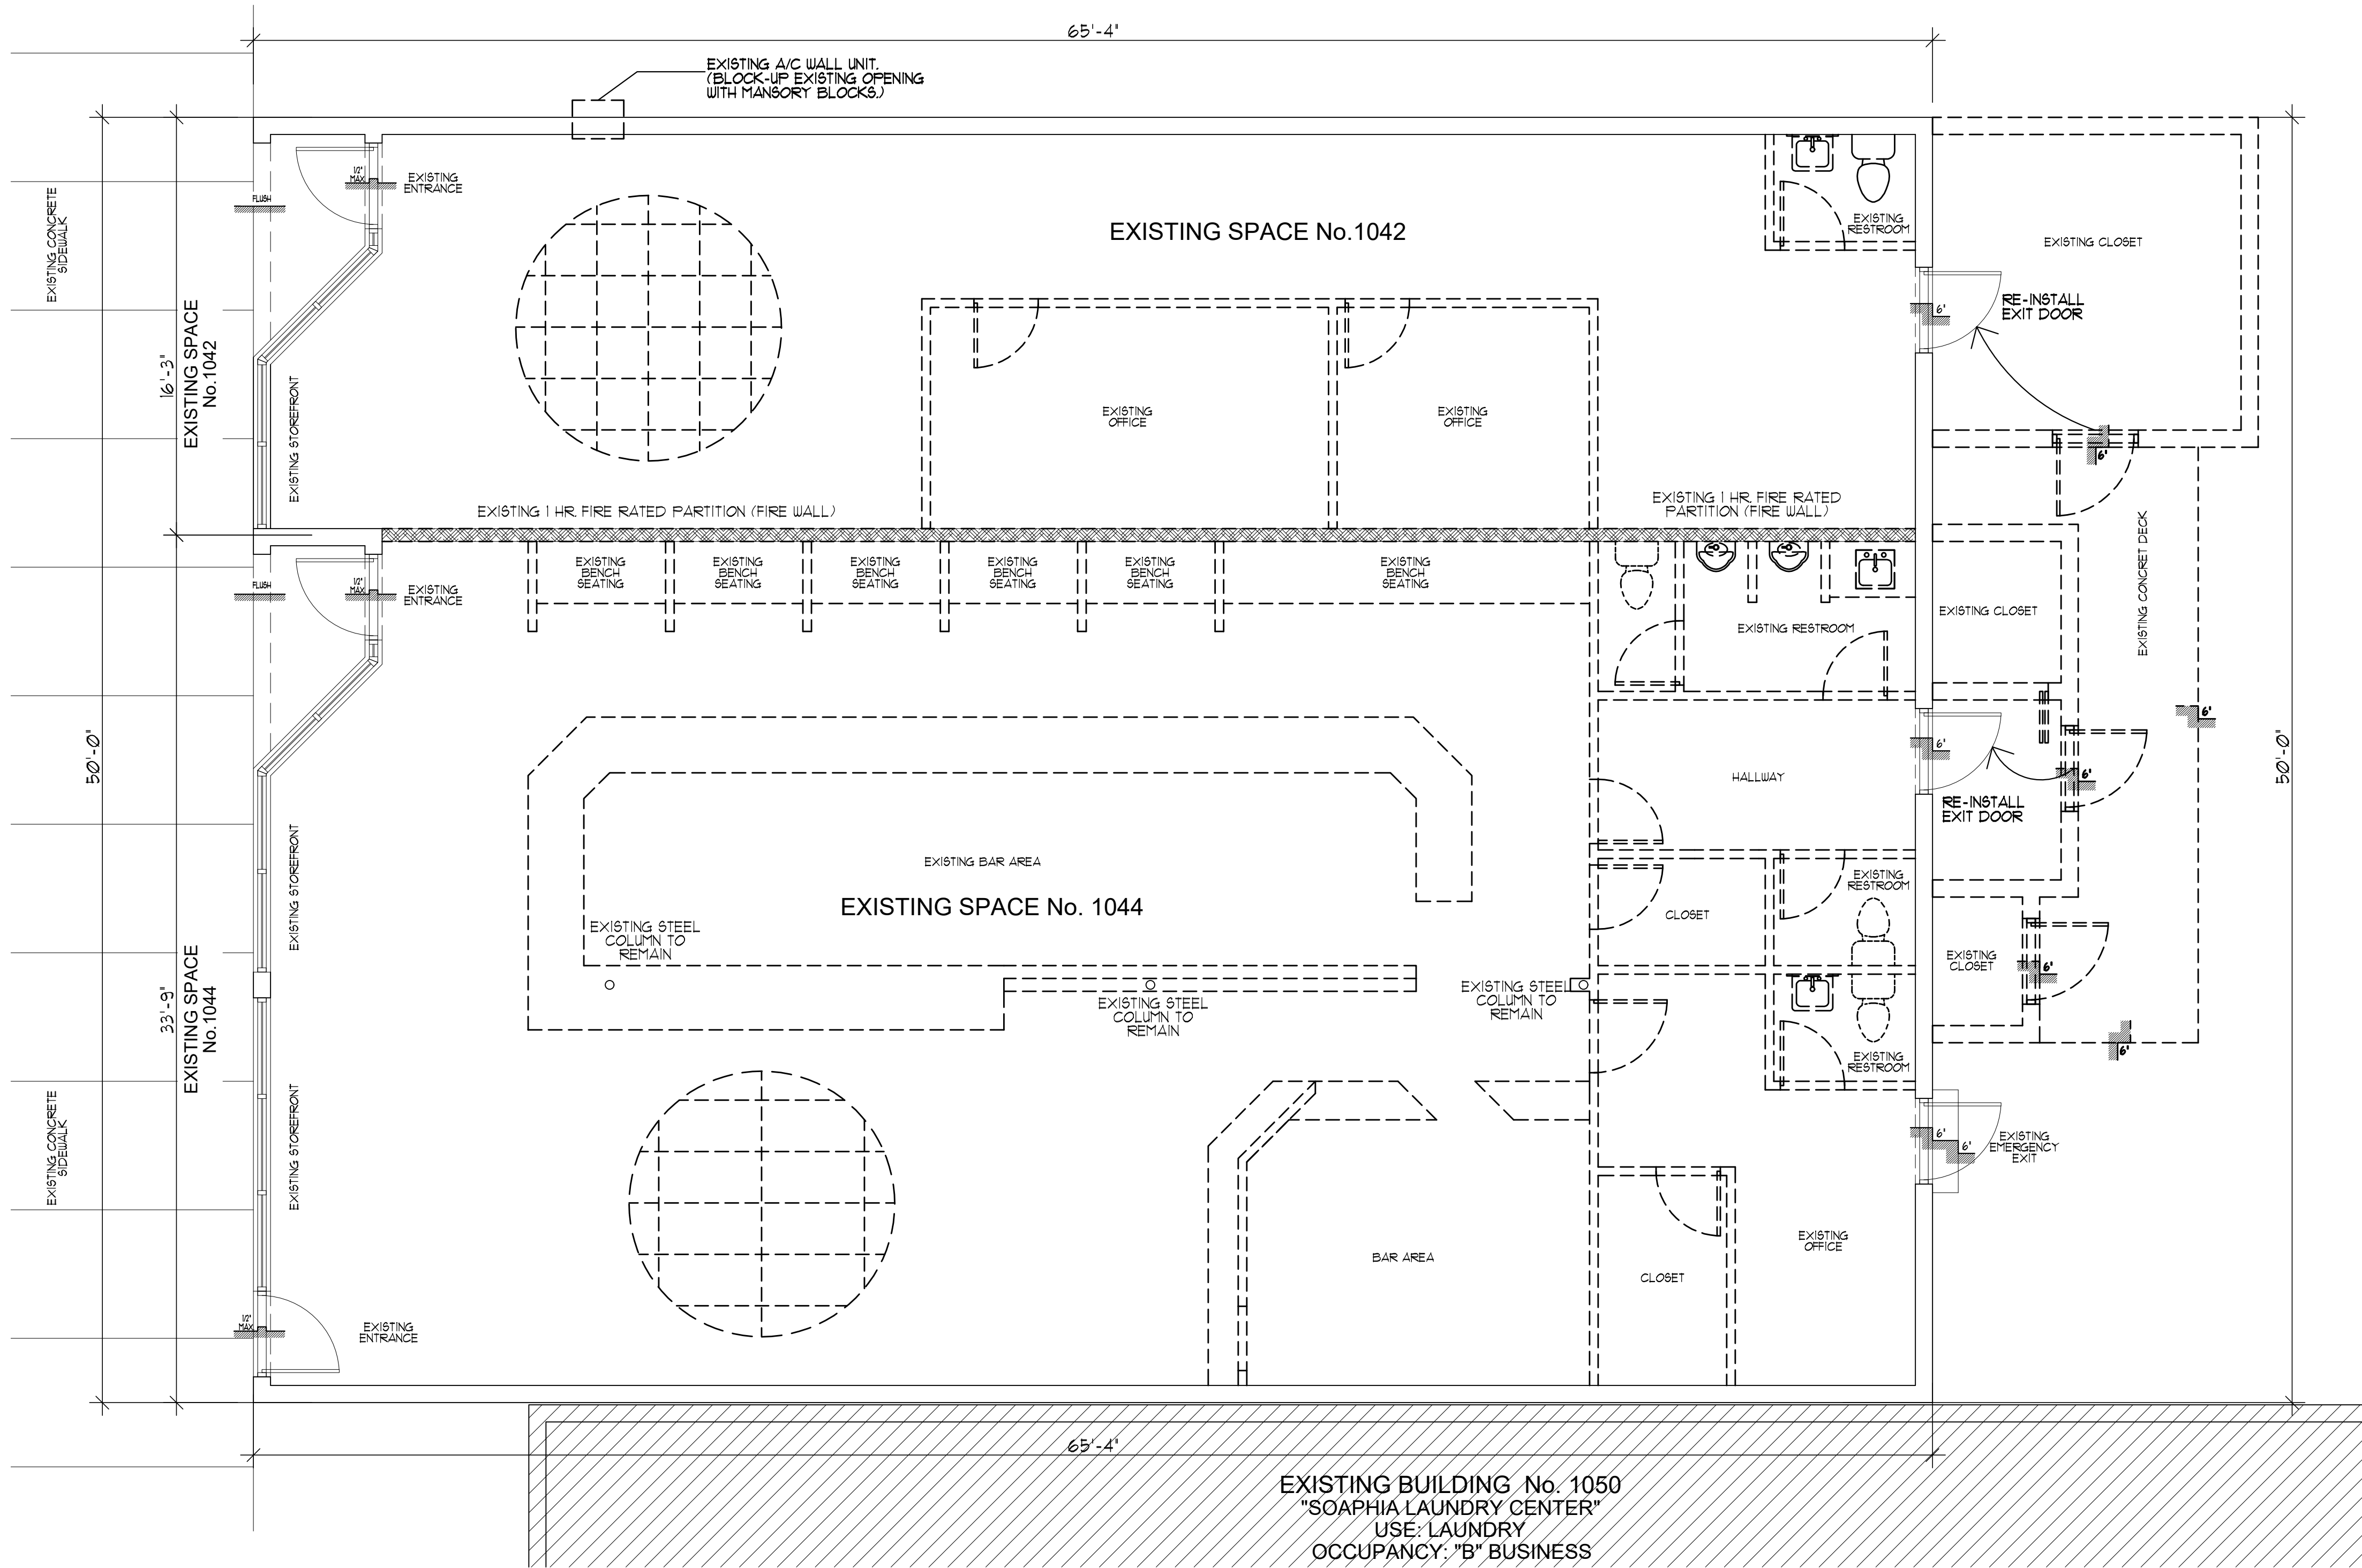 65'-4"
EXISTING A/C WALL UNIT.
(BLOCK-UP EXISTING OPENING
WITH MANSORY BLOCKS.)
1/2"
MAX.
EXISTING
ENTRANCE
FLUSH
EXISTING CONCRETE
SIDEWALK
EXISTING SPACE No.1042
EXISTING
RESTROOM
EXISTING CLOSET
RE-INSTALL
EXIT DOOR
6"
16'-3"
EXISTING SPACE
No.1042
EXISTING STOREFRONT
EXISTING
OFFICE
EXISTING
OFFICE
6"
EXISTING 1 HR. FIRE RATED PARTITION (FIRE WALL)
EXISTING 1 HR. FIRE RATED
PARTITION (FIRE WALL)
FLUSH
1/2"
MAX.
EXISTING
ENTRANCE
EXISTING
BENCH
SEATING
EXISTING
BENCH
SEATING
EXISTING
BENCH
SEATING
EXISTING
BENCH
SEATING
EXISTING
BENCH
SEATING
EXISTING
BENCH
SEATING
EXISTING RESTROOM
EXISTING CLOSET
EXISTING CONCRET DECK
6"
50'-0"
HALLWAY
6"
6"
50'-0"
RE-INSTALL
EXIT DOOR
EXISTING STOREFRONT
EXISTING BAR AREA
EXISTING SPACE No. 1044
EXISTING STEEL
COLUMN TO
REMAIN
CLOSET
EXISTING
RESTROOM
EXISTING
CLOSET
6"
33'-9"
EXISTING SPACE
No.1044
EXISTING STEEL
COLUMN TO
REMAIN
EXISTING STEEL
COLUMN TO
REMAIN
EXISTING
RESTROOM
6"
EXISTING CONCRETE
SIDEWALK
EXISTING STOREFRONT
6"
6"
EXISTING
EMERGENCY
EXIT
BAR AREA
CLOSET
EXISTING
OFFICE
1/2"
MAX.
EXISTING
ENTRANCE
65'-4"
EXISTING BUILDING No. 1050
"SOAPHIA LAUNDRY CENTER"
USE: LAUNDRY
OCCUPANCY: "B" BUSINESS